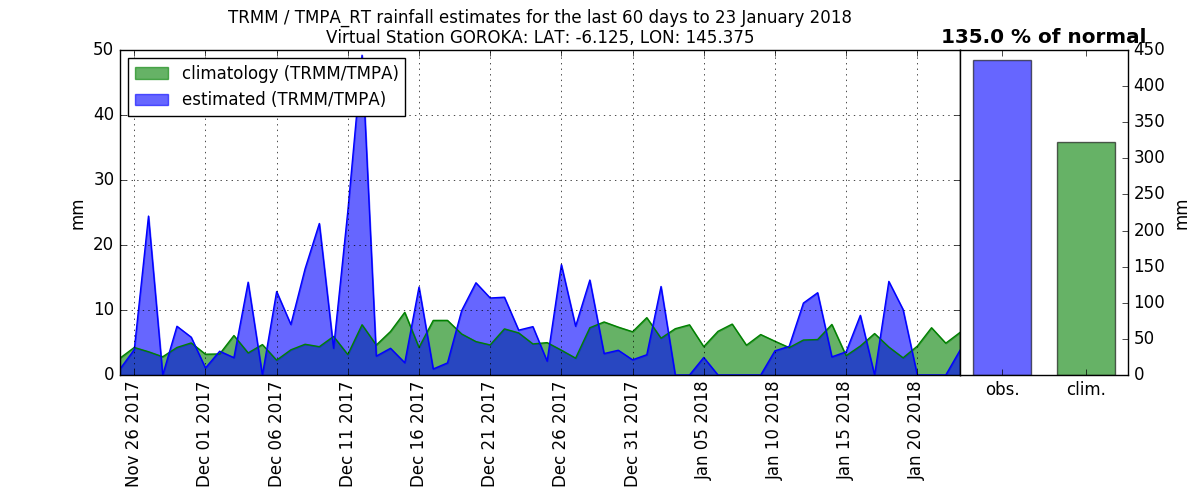 TRMM / TMPA_RT rainfall estimates for the last 60 days to 23 January 2018
Virtual Station GOROKA: LAT: -6.125, LON: 145.375
135.0 % of normal
climatology (TRMM/TMPA)
estimated (TRMM/TMPA)
50
40
30
20
10
0
mm
Nov 26 2017
Dec 01 2017
Dec 06 2017
Dec 11 2017
Dec 16 2017
Dec 21 2017
Dec 26 2017
Dec 31 2017
Jan 05 2018
Jan 10 2018
Jan 15 2018
Jan 20 2018
obs.
clim.
450
400
350
300
250
200
150
100
50
0
mm